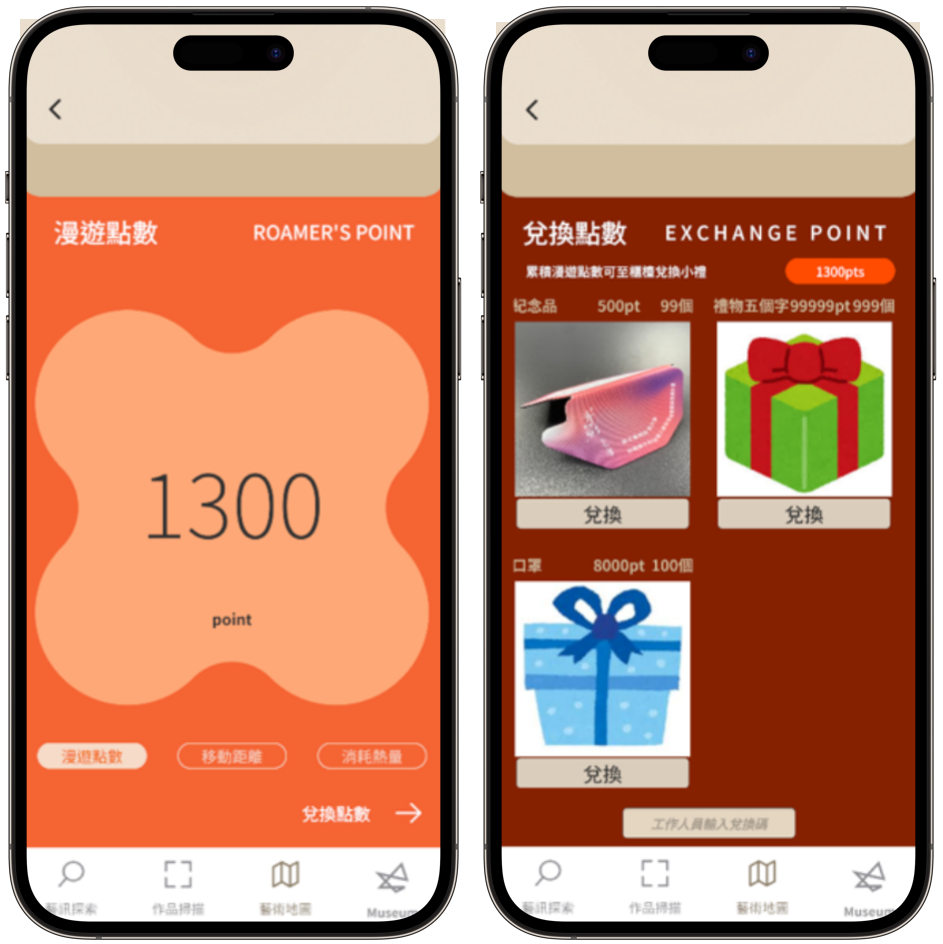 漫遊點數 ROAMER'S POINT
1300
point
漫遊點數 移動距離 消耗熱量
兌換點數
藝訊探索 作品掃描 藝術地圖 Museum
兌換點數 EXCHANGE POINT
累積漫遊點數可至櫃檯兌換小禮 1300pts
紀念品 500pt 99個 禮物五個字99999pt999個
兌換 兌換
口罩 8000pt 100個
兌換
工作人員輸入兌換碼
藝訊探索 作品掃描 藝術地圖 Museum